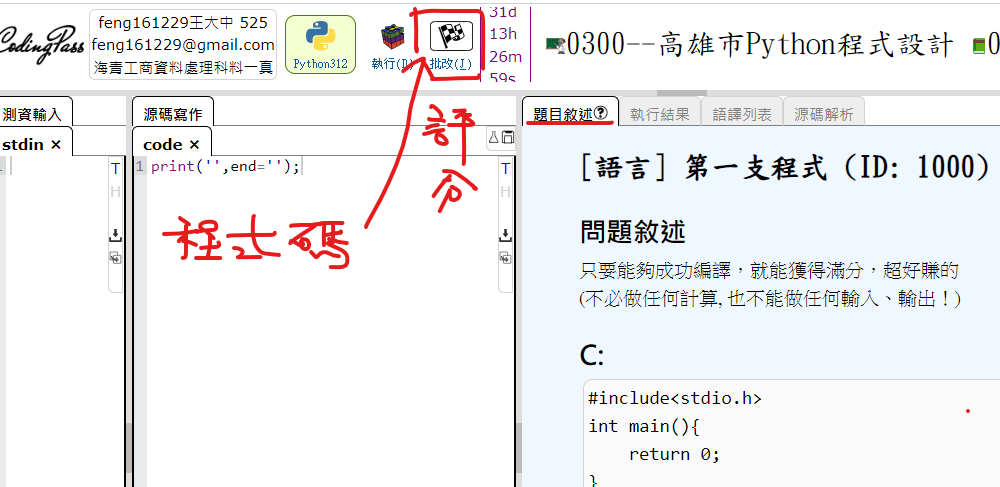 CodingPass
feng161229王大中 525
feng161229@gmail.com
海青工商資料處理科料一真
Python312
執行(R)
批改(I)
31d
13h
26m
59s
0300--高雄市Python程式設計
測資輸入
源碼寫作
題目敘述?
執行結果
語譯列表
源碼解析
stdin ×
code ×
1
print('',end='');
T
H
T
H
評分
程式碼
[語言] 第一支程式 (ID: 1000)
問題敘述
只要能夠成功編譯，就能獲得滿分，超好賺的
(不必做任何計算, 也不能做任何輸入、輸出！)
C:
#include<stdio.h>
int main(){
    return 0;
}